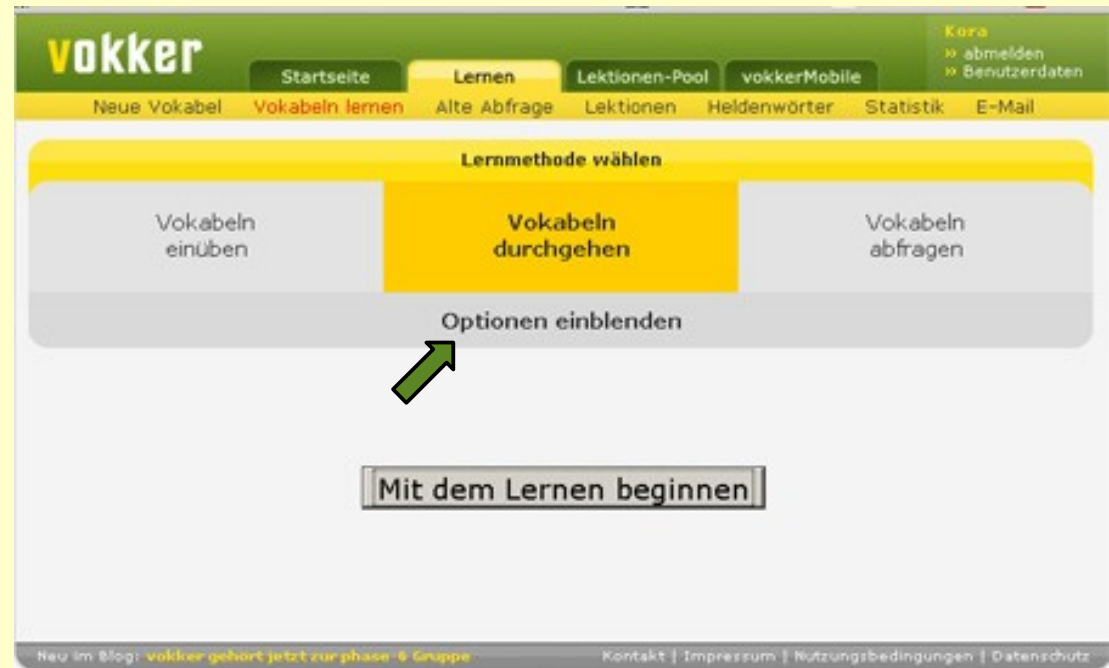 vokker
Kora
» abmelden
» Benutzerdaten
Startseite Lernen Lektionen-Pool vokkerMobile
Neue Vokabel Vokabeln lernen Alte Abfrage Lektionen Heldenwörter Statistik E-Mail
Lernmethode wählen
Vokabeln
einüben
Vokabeln
durchgehen
Vokabeln
abfragen
Optionen einblenden
Mit dem Lernen beginnen
Neu im Blog: vokker gehört jetzt zur phase-6 Gruppe Kontakt | Impressum | Nutzungsbedingungen | Datenschutz